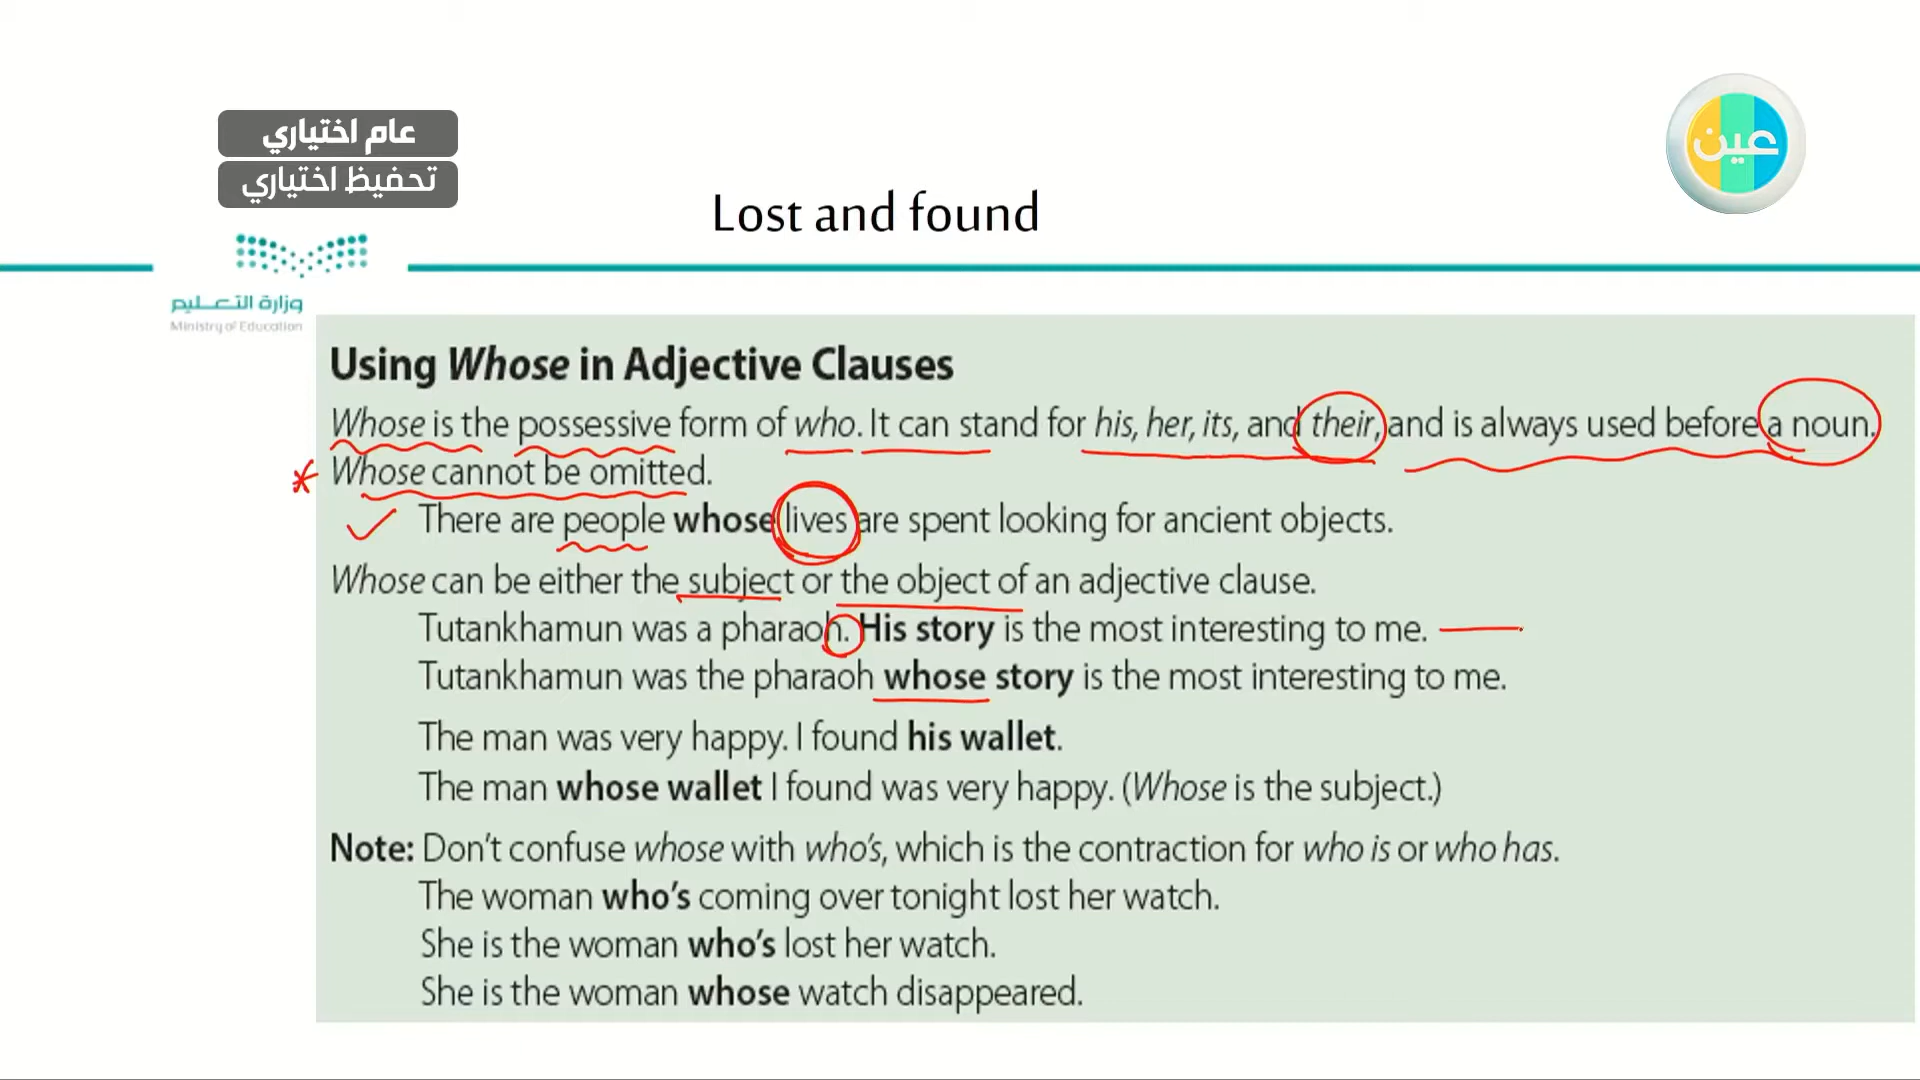 عام اختياري
تحفيظ اختياري
عين
Lost and found
وزارة التعليم
Ministry of Education
Using Whose in Adjective Clauses
Whose is the possessive form of who. It can stand for his, her, its, and their, and is always used before a noun.
Whose cannot be omitted.
There are people whose lives are spent looking for ancient objects.
Whose can be either the subject or the object of an adjective clause.
Tutankhamun was a pharaoh. His story is the most interesting to me.
Tutankhamun was the pharaoh whose story is the most interesting to me.
The man was very happy. I found his wallet.
The man whose wallet I found was very happy. (Whose is the subject.)
Note: Don't confuse whose with who's, which is the contraction for who is or who has.
The woman who's coming over tonight lost her watch.
She is the woman who's lost her watch.
She is the woman whose watch disappeared.